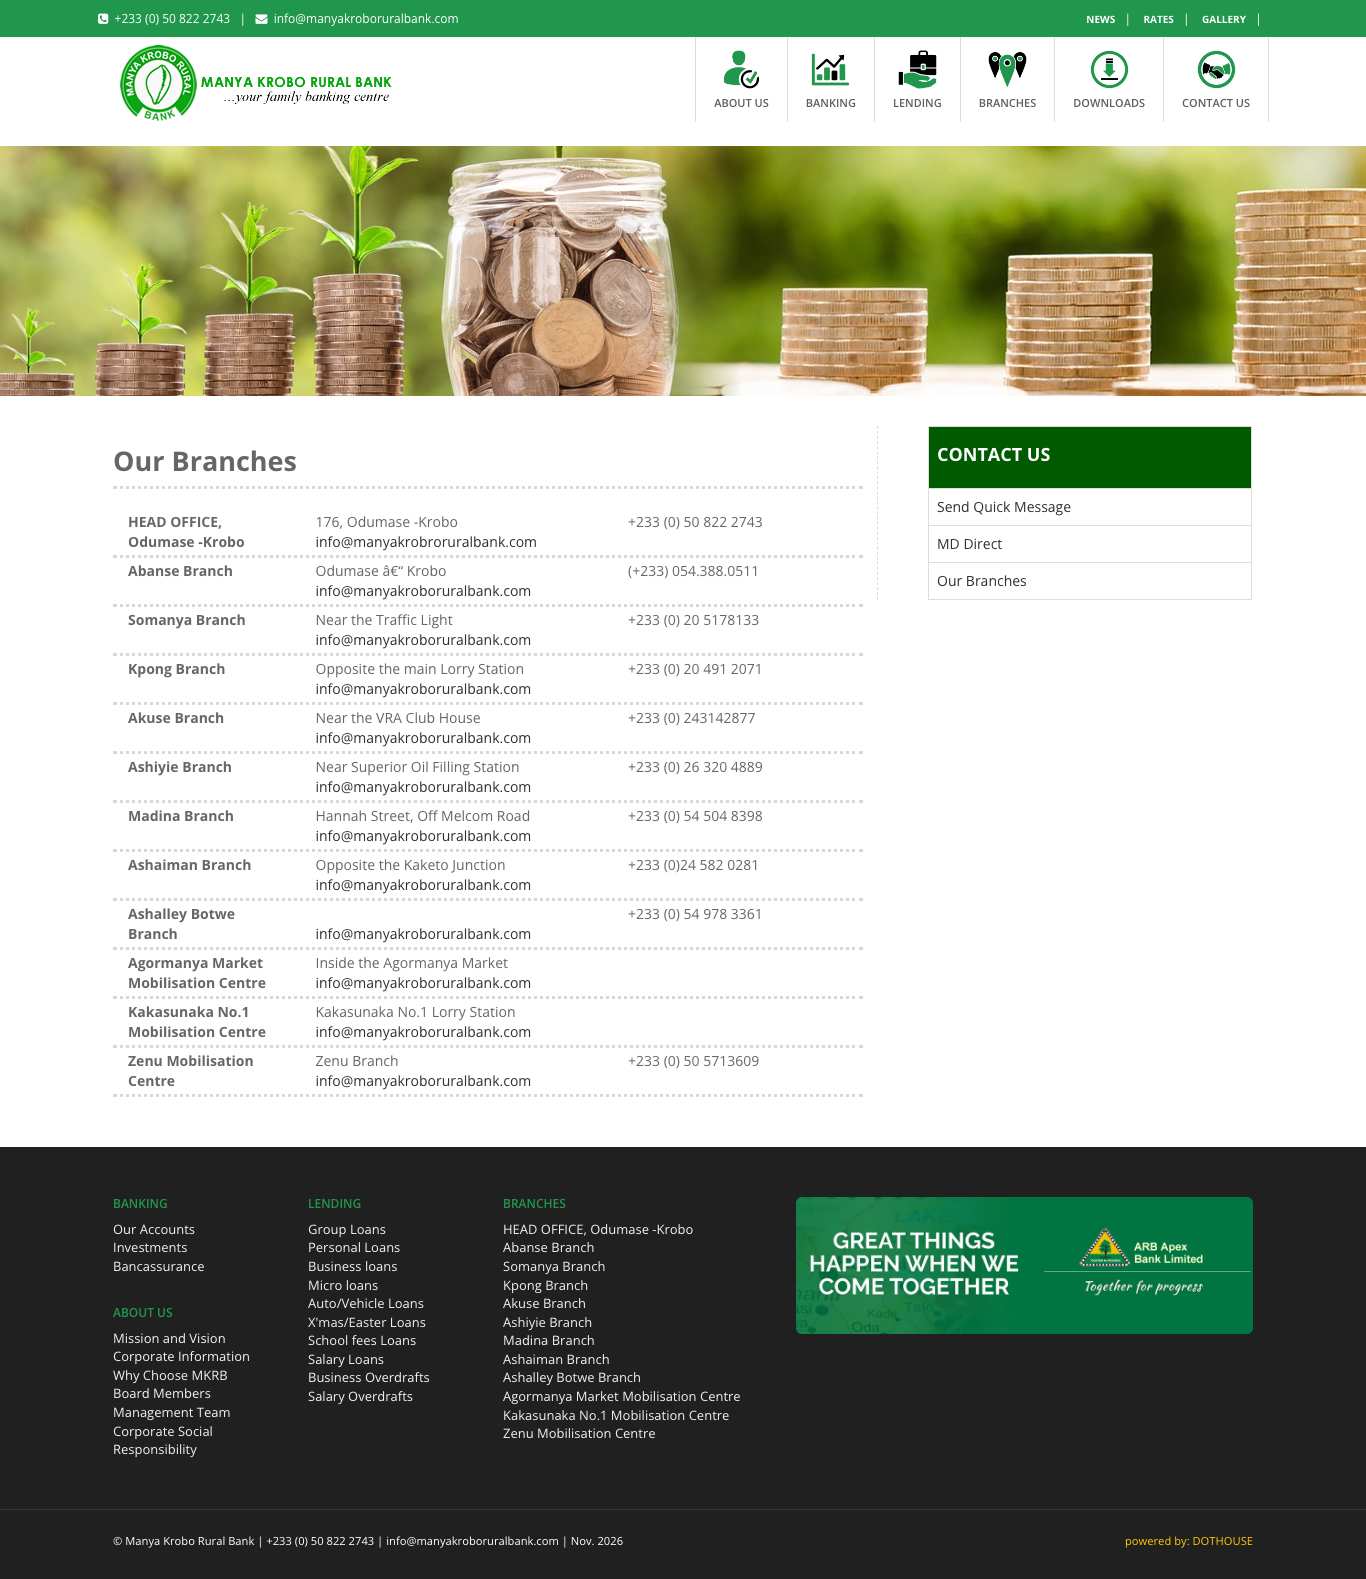 +233 (0) 50 822 2743 | info@manyakroboruralbank.com
NEWS | RATES | GALLERY |
MANYA KROBO RURAL BANK
MANYA KROBO RURAL BANK
...your family banking centre
ABOUT US
BANKING
LENDING
BRANCHES
DOWNLOADS
CONTACT US
Our Branches
HEAD OFFICE, 176, Odumase -Krobo +233 (0) 50 822 2743
Odumase -Krobo info@manyakrobroruralbank.com
Abanse Branch Odumase â€“ Krobo (+233) 054.388.0511
info@manyakroboruralbank.com
Somanya Branch Near the Traffic Light +233 (0) 20 5178133
info@manyakroboruralbank.com
Kpong Branch Opposite the main Lorry Station +233 (0) 20 491 2071
info@manyakroboruralbank.com
Akuse Branch Near the VRA Club House +233 (0) 243142877
info@manyakroboruralbank.com
Ashiyie Branch Near Superior Oil Filling Station +233 (0) 26 320 4889
info@manyakroboruralbank.com
Madina Branch Hannah Street, Off Melcom Road +233 (0) 54 504 8398
info@manyakroboruralbank.com
Ashaiman Branch Opposite the Kaketo Junction +233 (0)24 582 0281
info@manyakroboruralbank.com
Ashalley Botwe +233 (0) 54 978 3361
Branch info@manyakroboruralbank.com
Agormanya Market Inside the Agormanya Market
Mobilisation Centre info@manyakroboruralbank.com
Kakasunaka No.1 Kakasunaka No.1 Lorry Station
Mobilisation Centre info@manyakroboruralbank.com
Zenu Mobilisation Zenu Branch +233 (0) 50 5713609
Centre info@manyakroboruralbank.com
CONTACT US
Send Quick Message
MD Direct
Our Branches
BANKING
Our Accounts
Investments
Bancassurance
ABOUT US
Mission and Vision
Corporate Information
Why Choose MKRB
Board Members
Management Team
Corporate Social
Responsibility
LENDING
Group Loans
Personal Loans
Business loans
Micro loans
Auto/Vehicle Loans
X'mas/Easter Loans
School fees Loans
Salary Loans
Business Overdrafts
Salary Overdrafts
BRANCHES
HEAD OFFICE, Odumase -Krobo
Abanse Branch
Somanya Branch
Kpong Branch
Akuse Branch
Ashiyie Branch
Madina Branch
Ashaiman Branch
Ashalley Botwe Branch
Agormanya Market Mobilisation Centre
Kakasunaka No.1 Mobilisation Centre
Zenu Mobilisation Centre
GREAT THINGS
HAPPEN WHEN WE
COME TOGETHER
ARB Apex
Bank Limited
Together for progress
Oda
© Manya Krobo Rural Bank | +233 (0) 50 822 2743 | info@manyakroboruralbank.com | Nov. 2026
powered by: DOTHOUSE